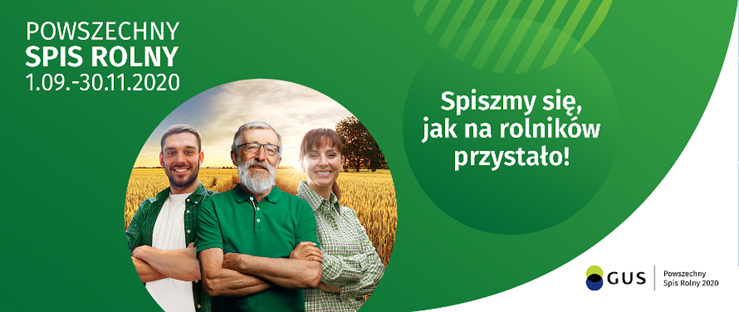 POWSZECHNY
SPIS ROLNY
1.09.-30.11.2020
Spiszmy się,
jak na rolników
przystało!
GUS
Powszechny
Spis Rolny 2020